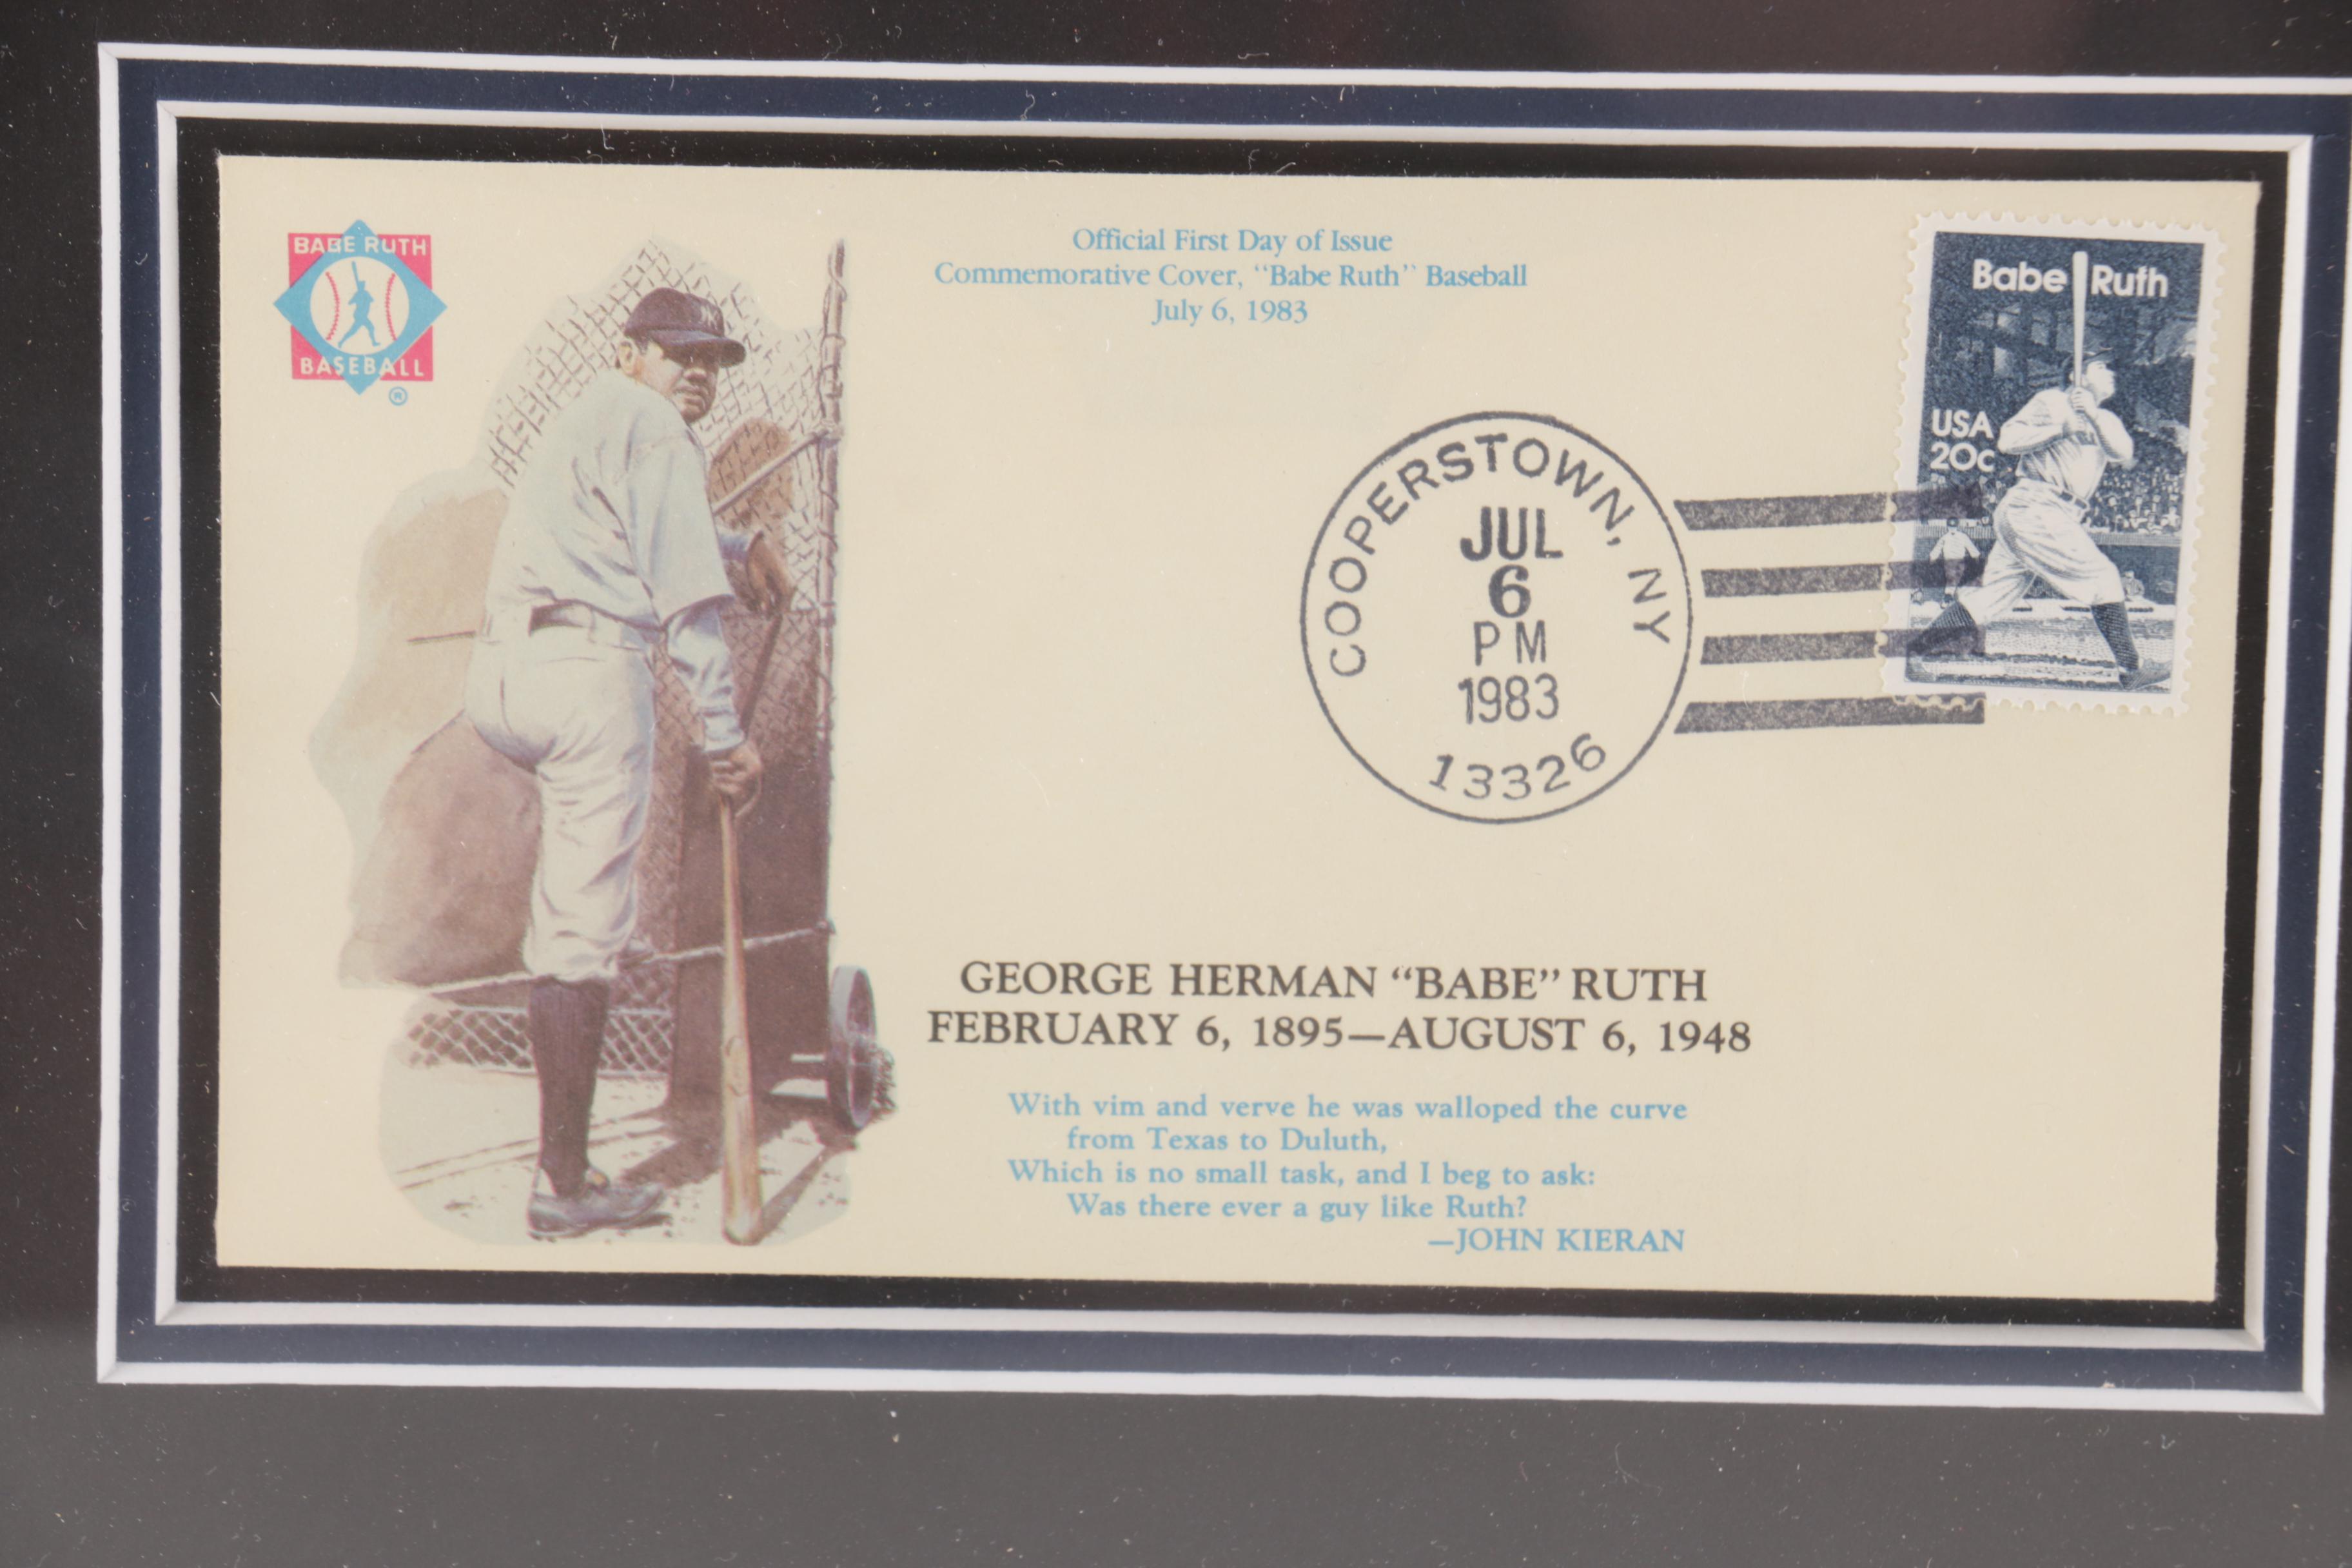 BABE RUTH
BASEBALL
®
Official First Day of Issue
Commemorative Cover, “Babe Ruth” Baseball
July 6, 1983
Babe Ruth
USA
20c
COOPERSTOWN, NY
JUL
6
PM
1983
13326
GEORGE HERMAN “BABE” RUTH
FEBRUARY 6, 1895—AUGUST 6, 1948
With vim and verve he was walloped the curve
from Texas to Duluth,
Which is no small task, and I beg to ask:
Was there ever a guy like Ruth?
—JOHN KIERAN